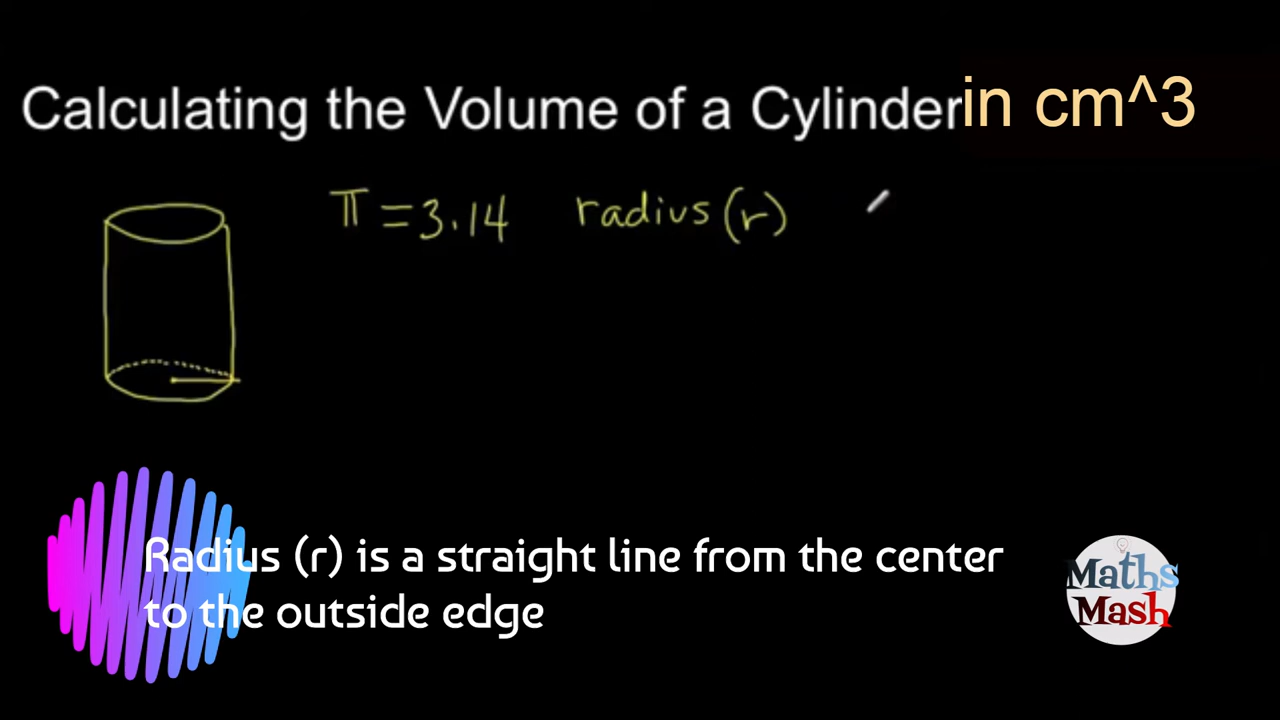 Calculating the Volume of a Cylinder in cm^3
π = 3.14 radius (r)
Radius (r) is a straight line from the center
to the outside edge
Maths
Mash